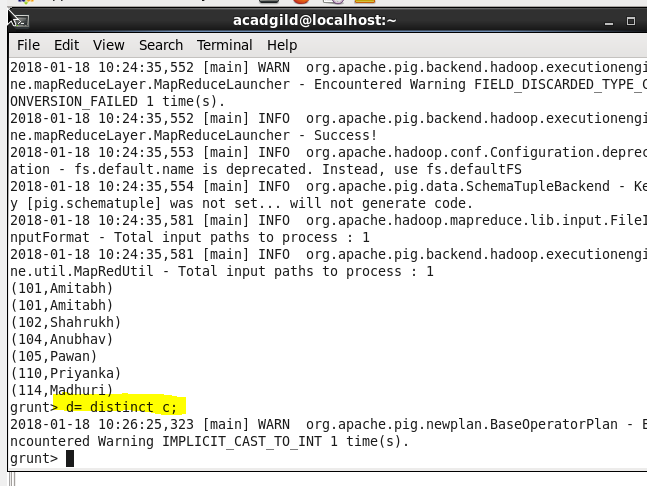 acadgild@localhost:~
File Edit View Search Terminal Help
2018-01-18 10:24:35,552 [main] WARN  org.apache.pig.backend.hadoop.executionengi
ne.mapReduceLayer.MapReduceLauncher - Encountered Warning FIELD_DISCARDED_TYPE_C
ONVERSION_FAILED 1 time(s).
2018-01-18 10:24:35,552 [main] INFO  org.apache.pig.backend.hadoop.executionengi
ne.mapReduceLayer.MapReduceLauncher - Success!
2018-01-18 10:24:35,553 [main] INFO  org.apache.hadoop.conf.Configuration.deprec
ation - fs.default.name is deprecated. Instead, use fs.defaultFS
2018-01-18 10:24:35,554 [main] INFO  org.apache.pig.data.SchemaTupleBackend - Ke
y [pig.schematuple] was not set... will not generate code.
2018-01-18 10:24:35,581 [main] INFO  org.apache.hadoop.mapreduce.lib.input.FileI
nputFormat - Total input paths to process : 1
2018-01-18 10:24:35,581 [main] INFO  org.apache.pig.backend.hadoop.executionengi
ne.util.MapRedUtil - Total input paths to process : 1
(101,Amitabh)
(101,Amitabh)
(102,Shahrukh)
(104,Anubhav)
(105,Pawan)
(110,Priyanka)
(114,Madhuri)
grunt> d= distinct c;
2018-01-18 10:26:25,323 [main] WARN  org.apache.pig.newplan.BaseOperatorPlan - E
ncountered Warning IMPLICIT_CAST_TO_INT 1 time(s).
grunt>